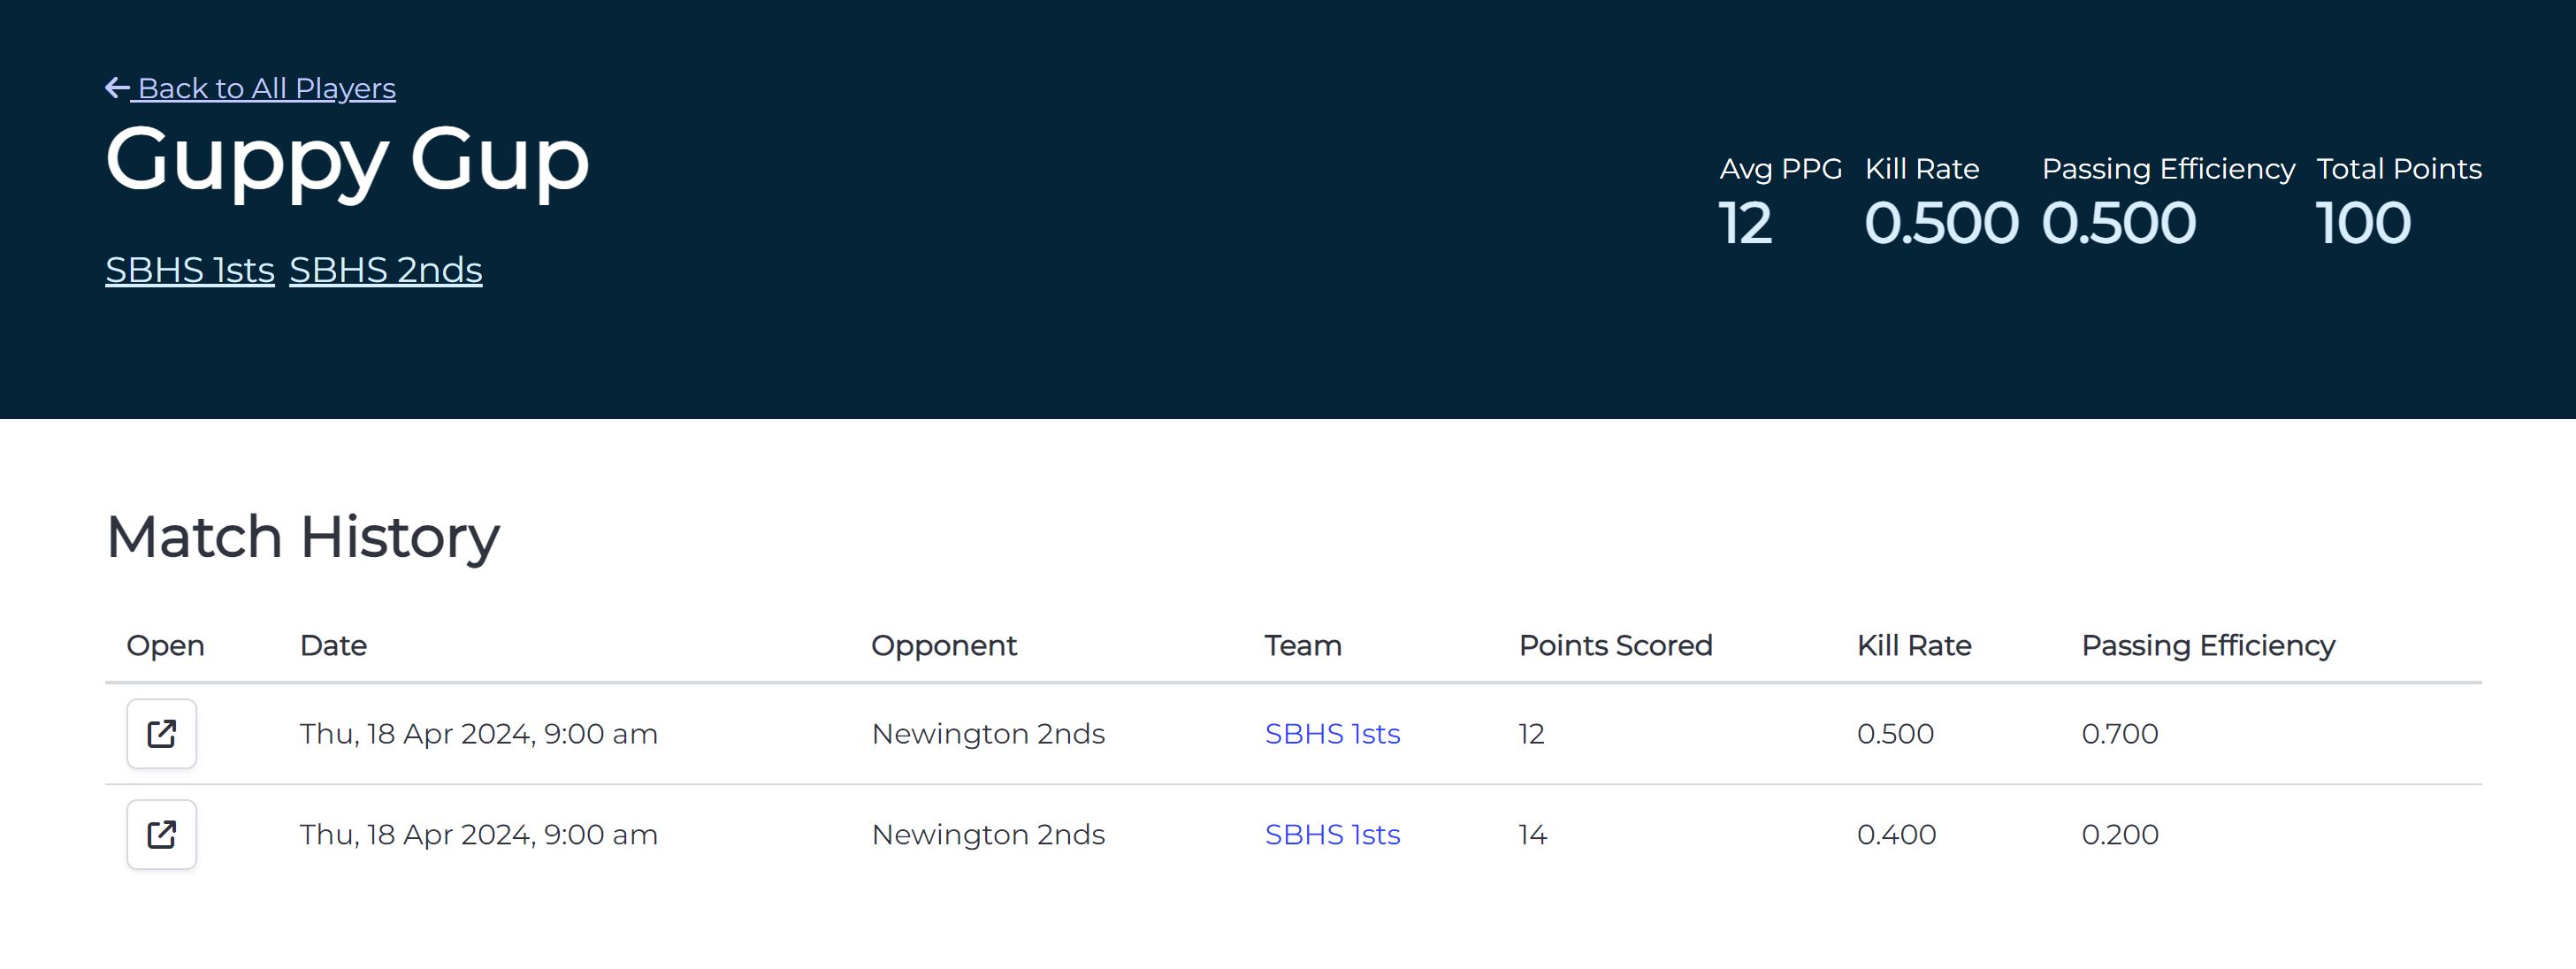 Back to All Players
Guppy Gup
SBHS 1sts SBHS 2nds
Avg PPG Kill Rate Passing Efficiency Total Points
12 0.500 0.500 100
Match History
Open Date Opponent Team Points Scored Kill Rate Passing Efficiency
Thu, 18 Apr 2024, 9:00 am Newington 2nds SBHS 1sts 12 0.500 0.700
Thu, 18 Apr 2024, 9:00 am Newington 2nds SBHS 1sts 14 0.400 0.200